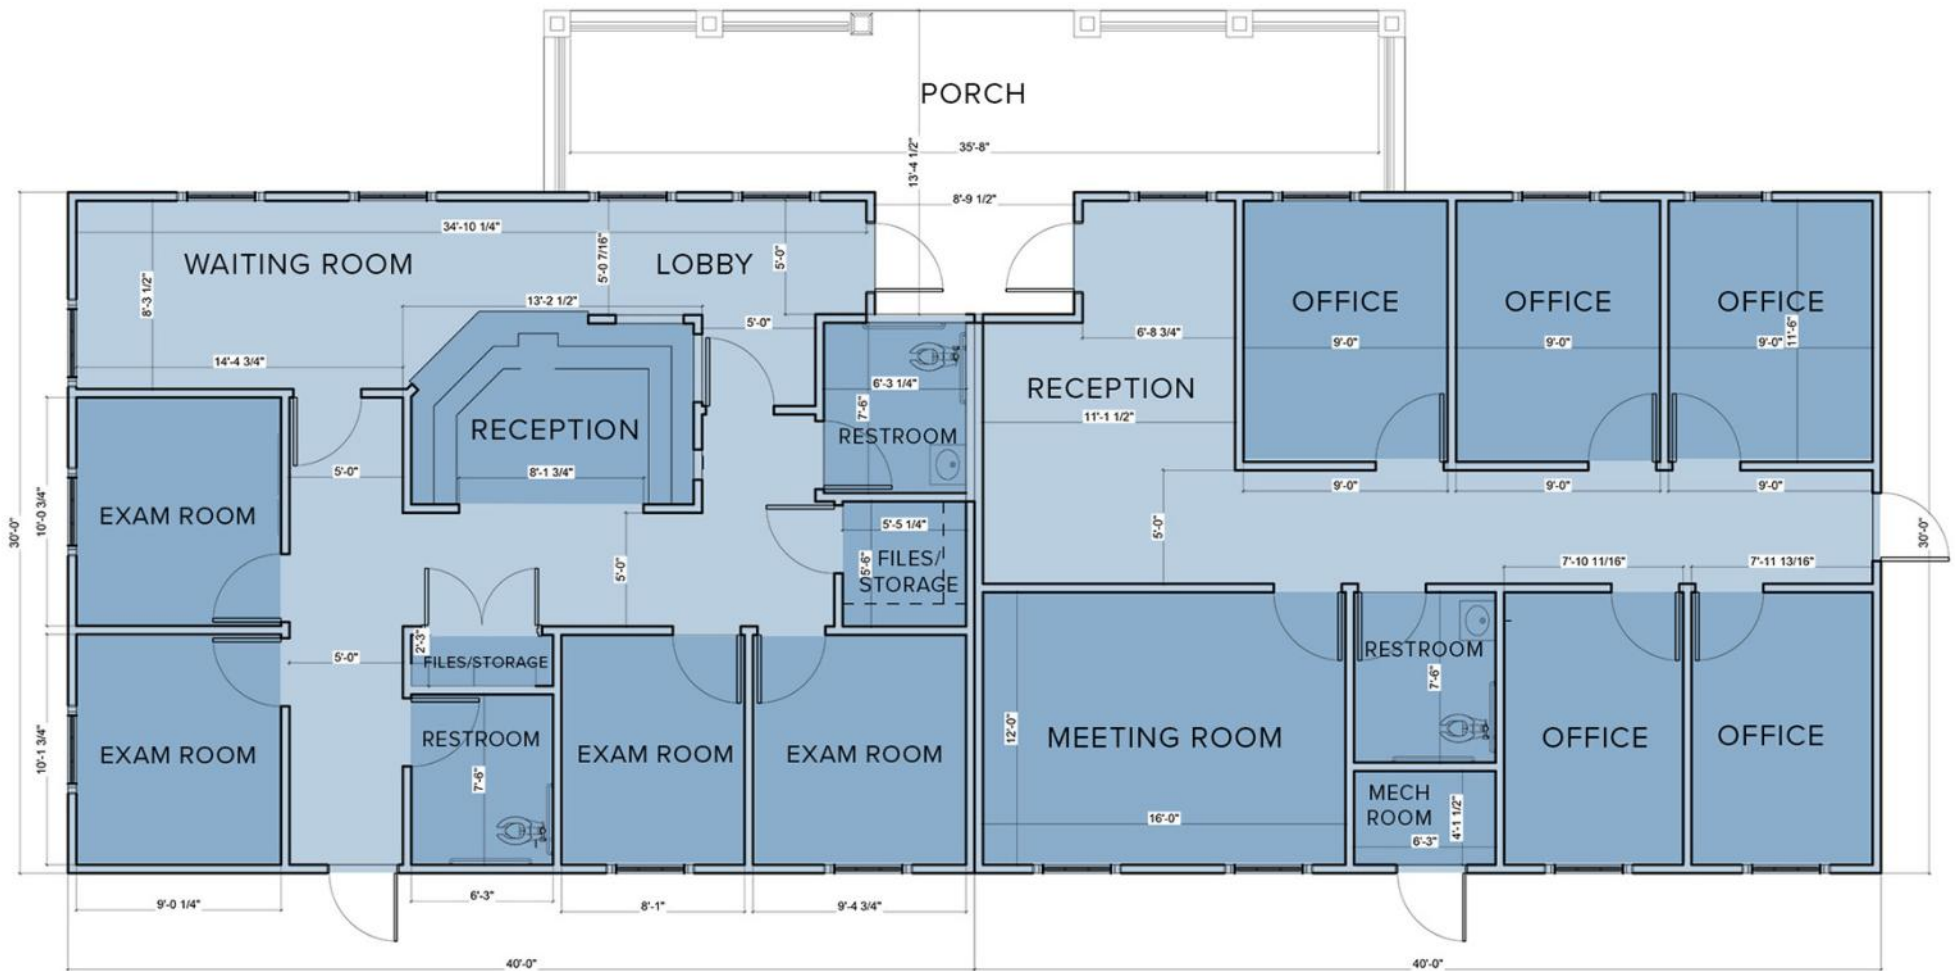 PORCH
35'-8"
13'-4 1/2"
8'-9 1/2"
34'-10 1/4"
WAITING ROOM
LOBBY
8'-3 1/2"
5'-0 7/16"
5'-0"
13'-2 1/2"
5'-0"
14'-4 3/4"
OFFICE
OFFICE
OFFICE
6'-8 3/4"
9'-0"
9'-0"
9'-0"
11'-6"
RECEPTION
6'-3 1/4"
7'-6"
RESTROOM
RECEPTION
11'-1 1/2"
5'-0"
8'-1 3/4"
9'-0"
9'-0"
9'-0"
EXAM ROOM
10'-0 3/4"
30'-0"
5'-0"
5'-5 1/4"
5'-6"
FILES/
STORAGE
5'-0"
30'-0"
7'-10 11/16"
7'-11 13/16"
5'-0"
2'-3"
FILES/STORAGE
RESTROOM
7'-6"
EXAM ROOM
10'-1 3/4"
RESTROOM
7'-6"
EXAM ROOM
EXAM ROOM
12'-0"
MEETING ROOM
16'-0"
OFFICE
OFFICE
MECH
ROOM
4'-1 1/2"
6'-3"
9'-0 1/4"
6'-3"
8'-1"
9'-4 3/4"
40'-0"
40'-0"